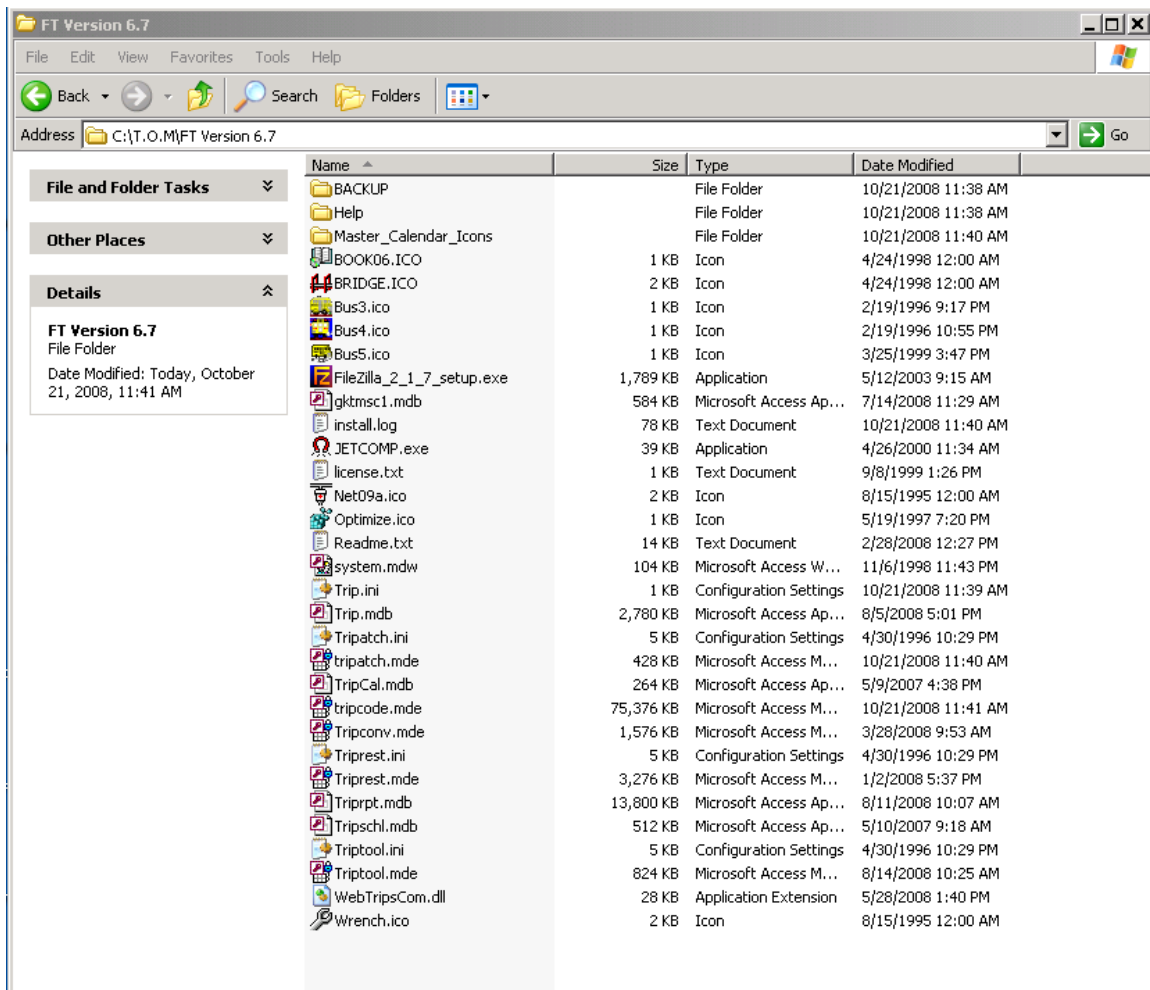 FT Version 6.7
File Edit View Favorites Tools Help
Back Search Folders
Address C:\T.O.M\FT Version 6.7 Go
Name Size Type Date Modified
File and Folder Tasks
Other Places
Details
FT Version 6.7
File Folder
Date Modified: Today, October
21, 2008, 11:41 AM
BACKUP File Folder 10/21/2008 11:38 AM
Help File Folder 10/21/2008 11:38 AM
Master_Calendar_Icons File Folder 10/21/2008 11:40 AM
BOOK06.ICO 1 KB Icon 4/24/1998 12:00 AM
BRIDGE.ICO 2 KB Icon 4/24/1998 12:00 AM
Bus3.ico 1 KB Icon 2/19/1996 9:17 PM
Bus4.ico 1 KB Icon 2/19/1996 10:55 PM
Bus5.ico 1 KB Icon 3/25/1999 3:47 PM
FileZilla_2_1_7_setup.exe 1,789 KB Application 5/12/2003 9:15 AM
gktmsc1.mdb 584 KB Microsoft Access Ap... 7/14/2008 11:29 AM
install.log 78 KB Text Document 10/21/2008 11:40 AM
JETCOMP.exe 39 KB Application 4/26/2000 11:34 AM
license.txt 1 KB Text Document 9/8/1999 1:26 PM
Net09a.ico 2 KB Icon 8/15/1995 12:00 AM
Optimize.ico 1 KB Icon 5/19/1997 7:20 PM
Readme.txt 14 KB Text Document 2/28/2008 12:27 PM
system.mdw 104 KB Microsoft Access W... 11/6/1998 11:43 PM
Trip.ini 1 KB Configuration Settings 10/21/2008 11:39 AM
Trip.mdb 2,780 KB Microsoft Access Ap... 8/5/2008 5:01 PM
Tripatch.ini 5 KB Configuration Settings 4/30/1996 10:29 PM
tripatch.mde 428 KB Microsoft Access M... 10/21/2008 11:40 AM
TripCal.mdb 264 KB Microsoft Access Ap... 5/9/2007 4:38 PM
tripcode.mde 75,376 KB Microsoft Access M... 10/21/2008 11:41 AM
Tripconv.mde 1,576 KB Microsoft Access M... 3/28/2008 9:53 AM
Triprest.ini 5 KB Configuration Settings 4/30/1996 10:29 PM
Triprest.mde 3,276 KB Microsoft Access M... 1/2/2008 5:37 PM
Triprpt.mdb 13,800 KB Microsoft Access Ap... 8/11/2008 10:07 AM
Tripschl.mdb 512 KB Microsoft Access Ap... 5/10/2007 9:18 AM
Triptool.ini 5 KB Configuration Settings 4/30/1996 10:29 PM
Triptool.mde 824 KB Microsoft Access M... 8/14/2008 10:25 AM
WebTripsCom.dll 28 KB Application Extension 5/28/2008 1:40 PM
Wrench.ico 2 KB Icon 8/15/1995 12:00 AM